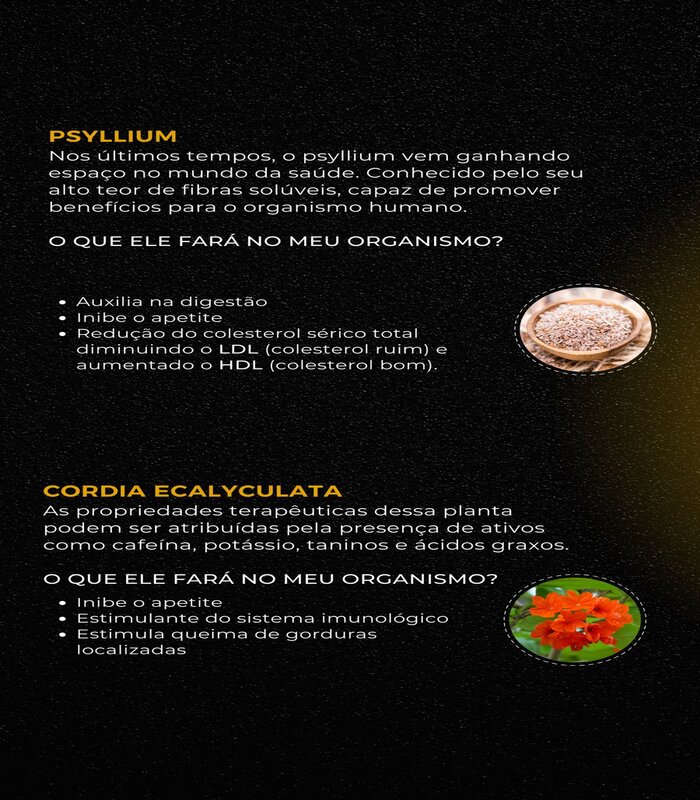 PSYLLIUM
Nos últimos tempos, o psyllium vem ganhando
espaço no mundo da saúde. Conhecido pelo seu
alto teor de fibras solúveis, capaz de promover
benefícios para o organismo humano.
O QUE ELE FARÁ NO MEU ORGANISMO?
• Auxilia na digestão
• Inibe o apetite
• Redução do colesterol sérico total
diminuindo o LDL (colesterol ruim) e
aumentado o HDL (colesterol bom).
CORDIA ECALYCULATA
As propriedades terapêuticas dessa planta
podem ser atribuídas pela presença de ativos
como cafeína, potássio, taninos e ácidos graxos.
O QUE ELE FARÁ NO MEU ORGANISMO?
• Inibe o apetite
• Estimulante do sistema imunológico
• Estimula queima de gorduras
localizadas